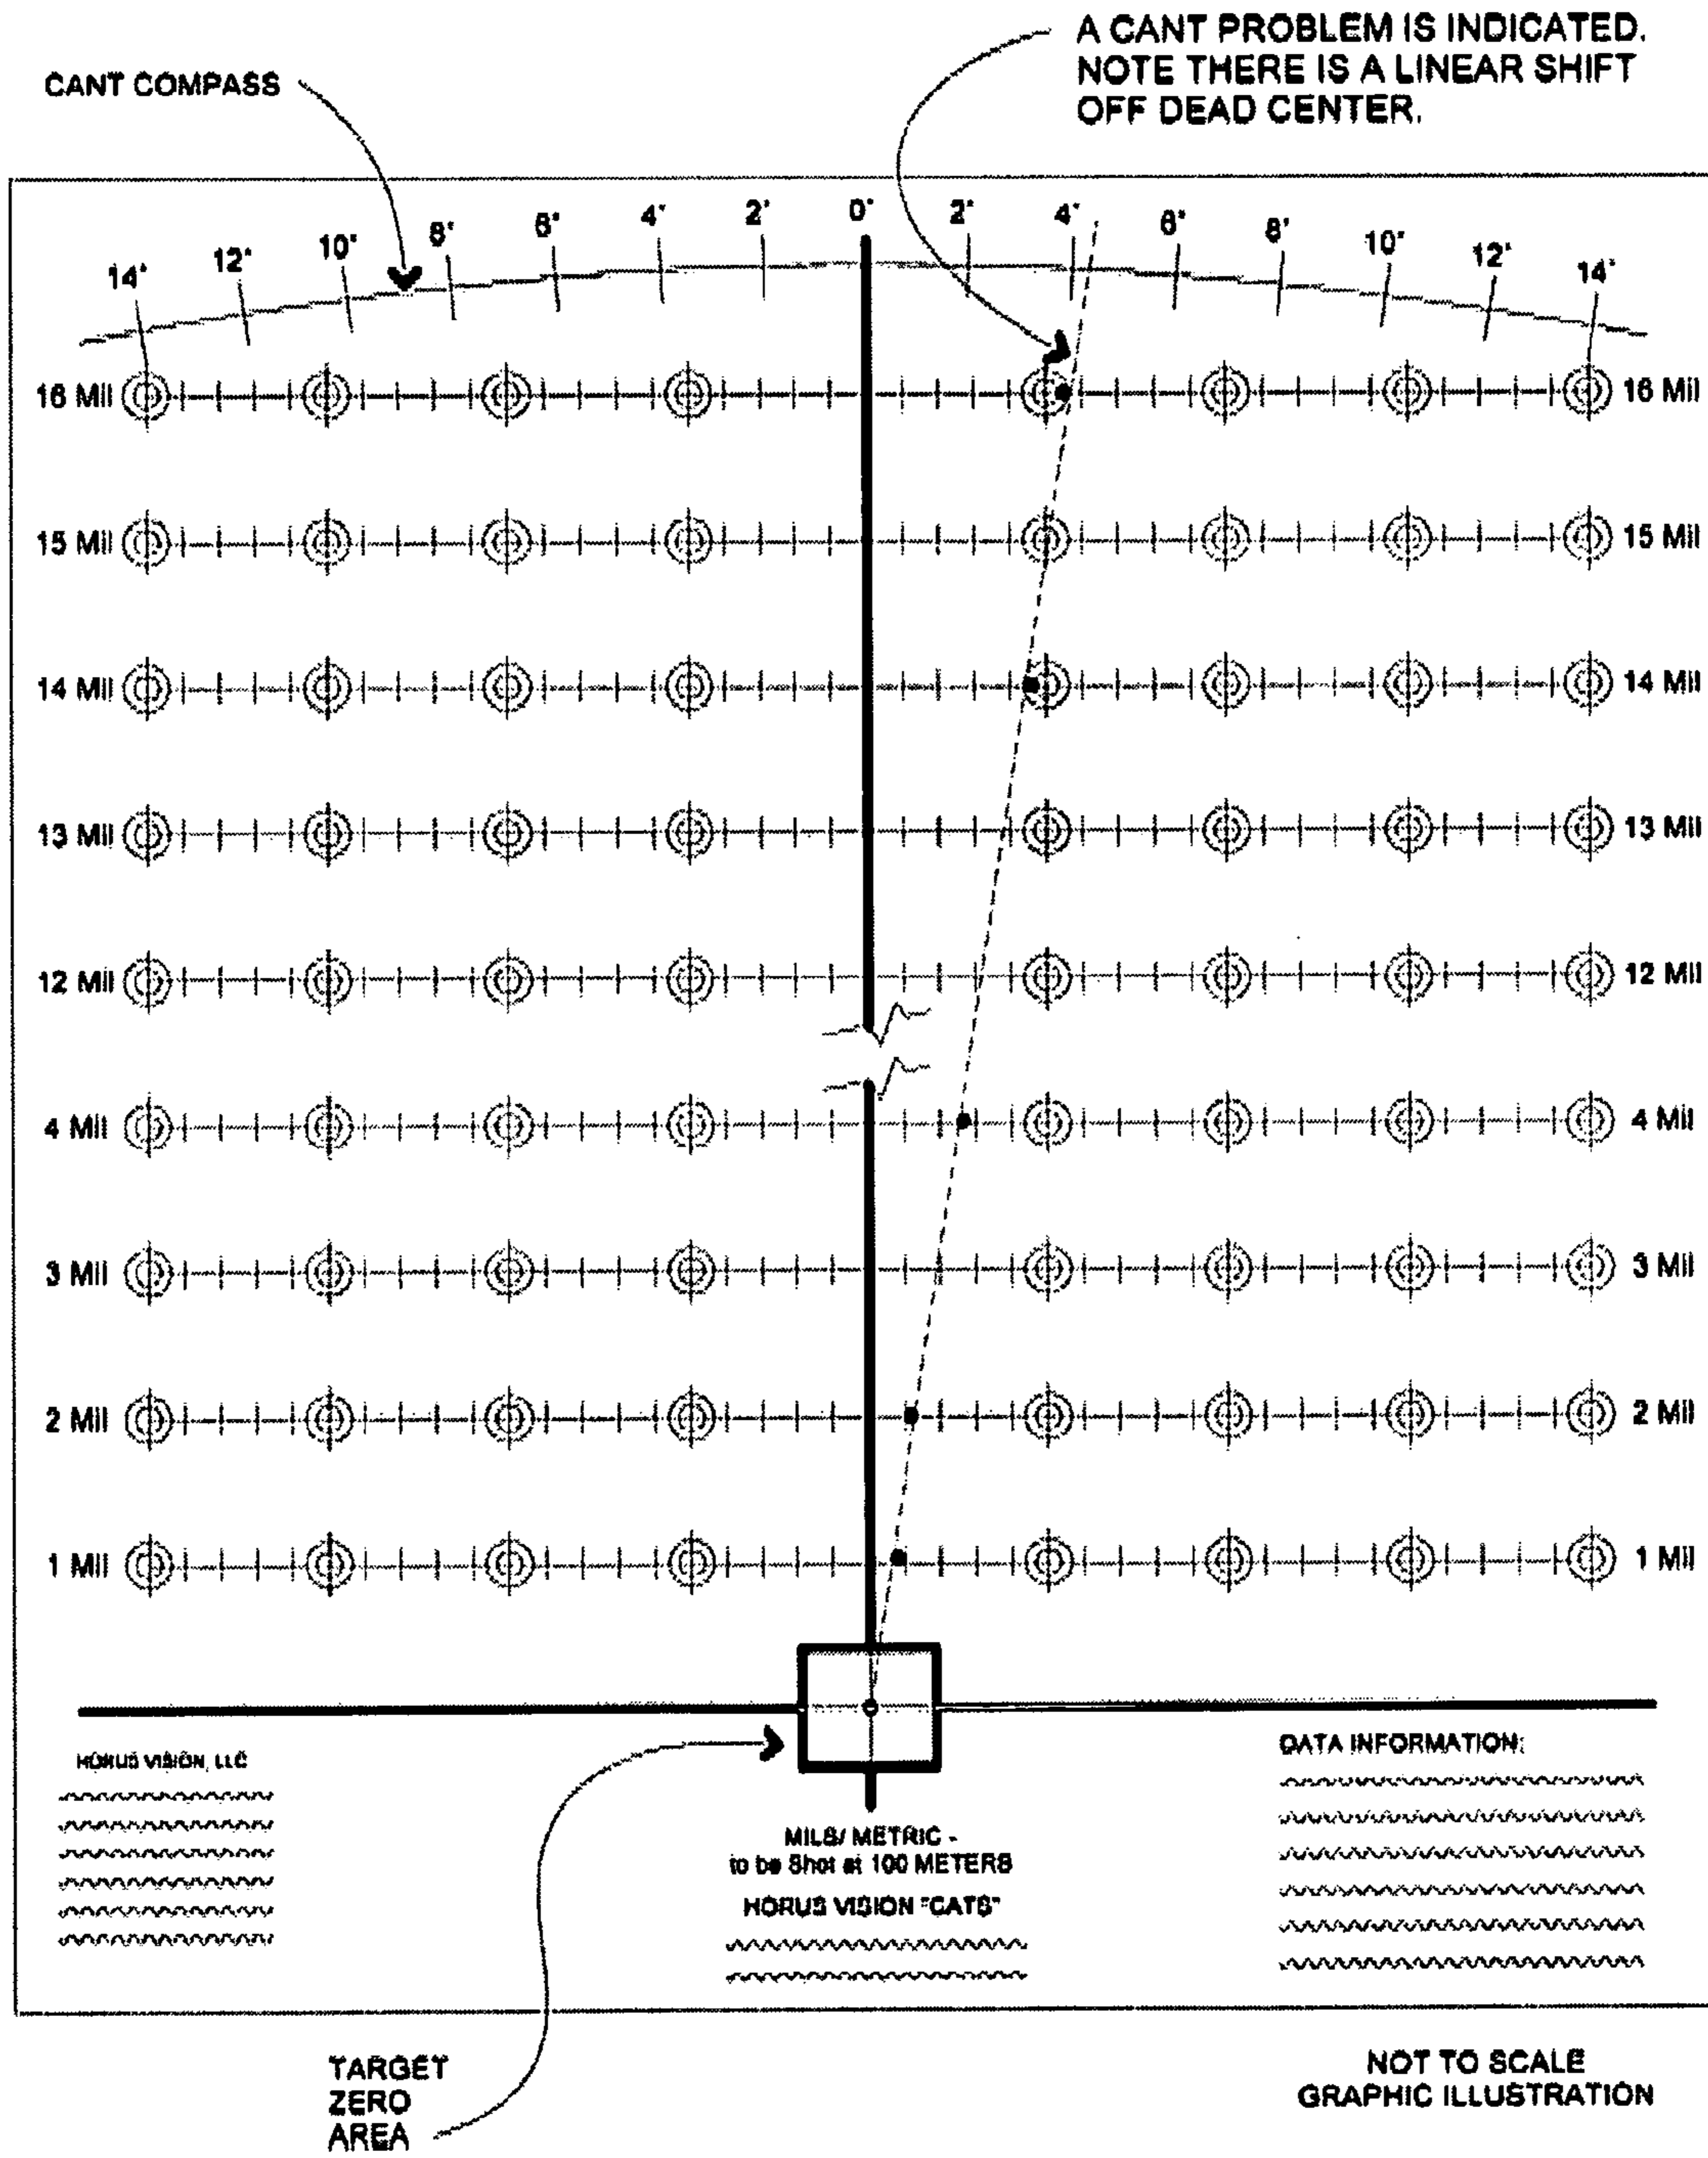 A CANT PROBLEM IS INDICATED.
NOTE THERE IS A LINEAR SHIFT
OFF DEAD CENTER.
CANT COMPASS
14° 12° 10° 8° 6° 4° 2° 0° 2° 4° 6° 8° 10° 12° 14°
16 Mil 16 Mil
15 Mil 15 Mil
14 Mil 14 Mil
13 Mil 13 Mil
12 Mil 12 Mil
4 Mil 4 Mil
3 Mil 3 Mil
2 Mil 2 Mil
1 Mil 1 Mil
HORUS VISION, LLC
DATA INFORMATION:
MILS/ METRIC -
to be Shot at 100 METERS
HORUS VISION "CATS"
TARGET
ZERO
AREA
NOT TO SCALE
GRAPHIC ILLUSTRATION